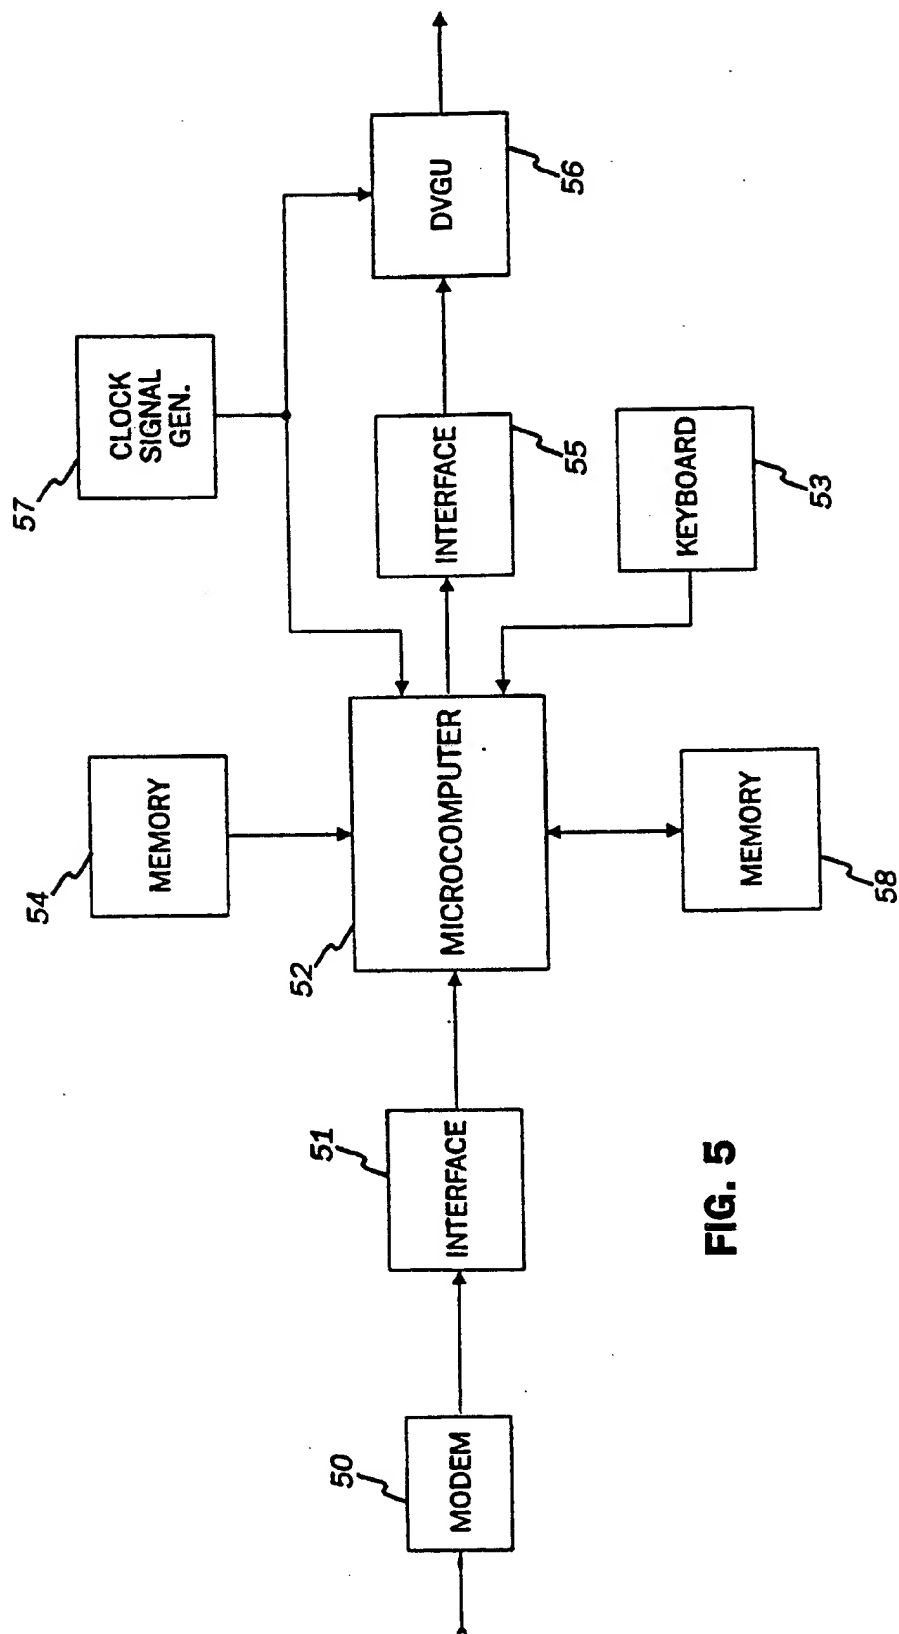 57
CLOCK
SIGNAL
GEN.
54
MEMORY
52
MICROCOMPUTER
50
MODEM
51
INTERFACE
INTERFACE
55
DVGU
56
MEMORY
58
KEYBOARD
53
FIG. 5